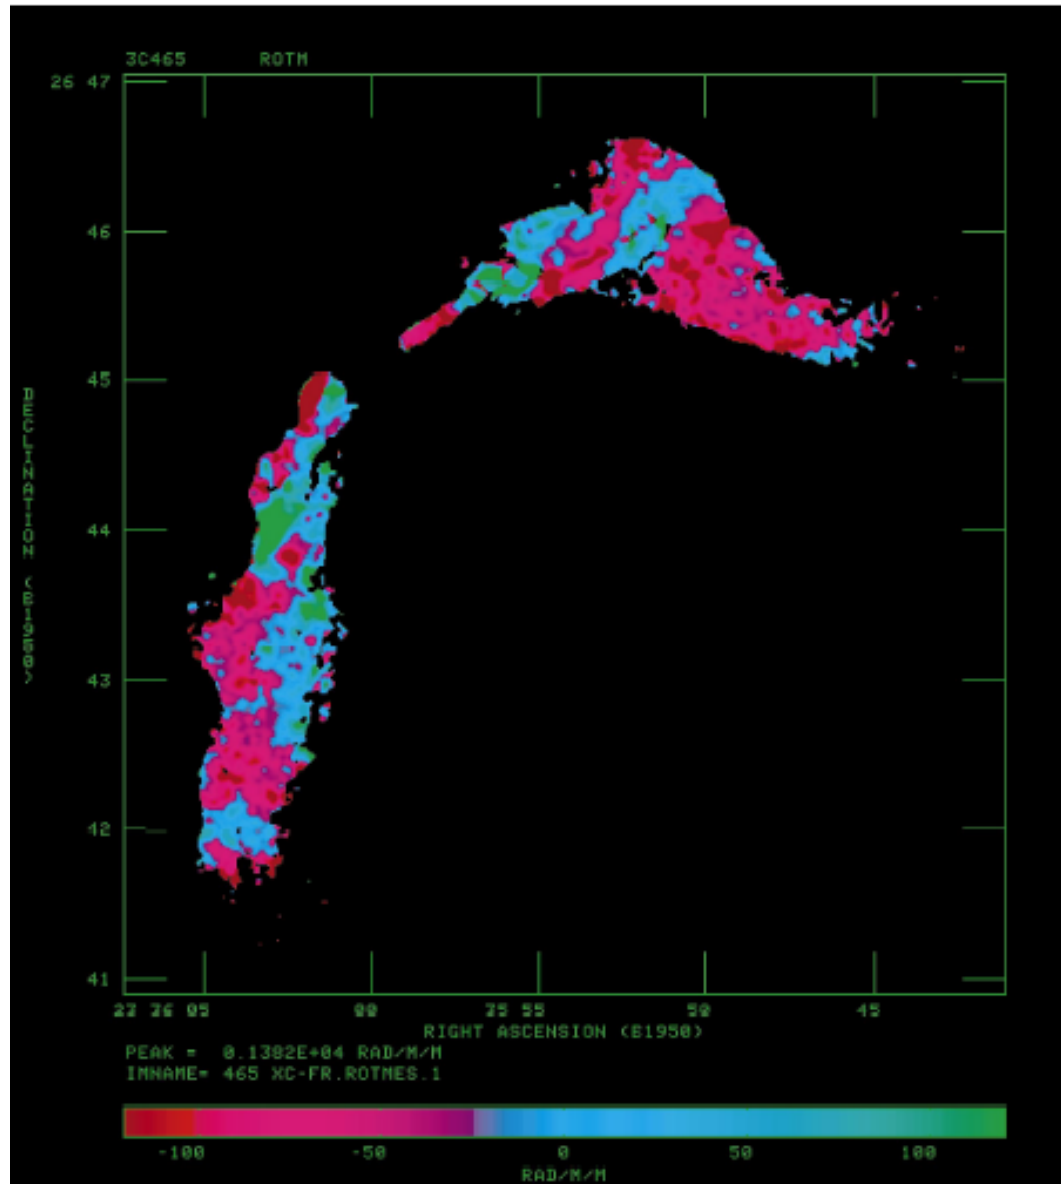 3C465 ROTM
26 47
46
45
44
43
42
41
DECLINATION (B1950)
23 36 05 00 35 55 50 45
RIGHT ASCENSION (B1950)
PEAK = 0.1382E+04 RAD/M/M
IMNAME= 465 XC-FR.ROTMES.1
-100 -50 0 50 100
RAD/M/M